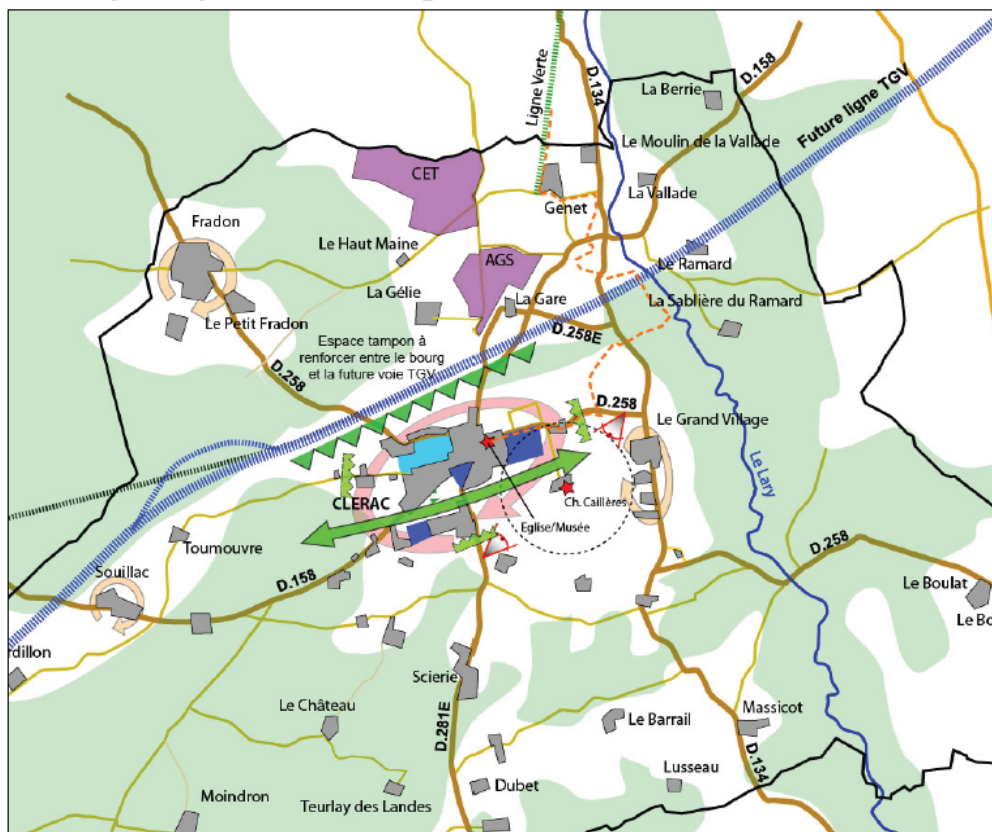 D.158
D.134
La Berrie
Ligne Verte
Future ligne TGV
Le Moulin de la Vallade
CET
La Vallade
Genet
Fradon
Le Haut Maine
AGS
Le Ramard
La Gélie
La Gare
La Sablière du Ramard
Le Petit Fradon
D.258E
Espace tampon à
renforcer entre le bourg
et la future voie TGV
D.258
D.258
Le Grand Village
CLERAC
Ch. Caillères
Le Lary
Eglise/Musée
Toumouvre
D.258
Souillac
D.158
Le Boulat
Le Bo
rdillon
Scierie
Le Château
D.281E
Le Barrail
Massicot
D.134
Lusseau
Dubet
Moindron
Teurlay des Landes